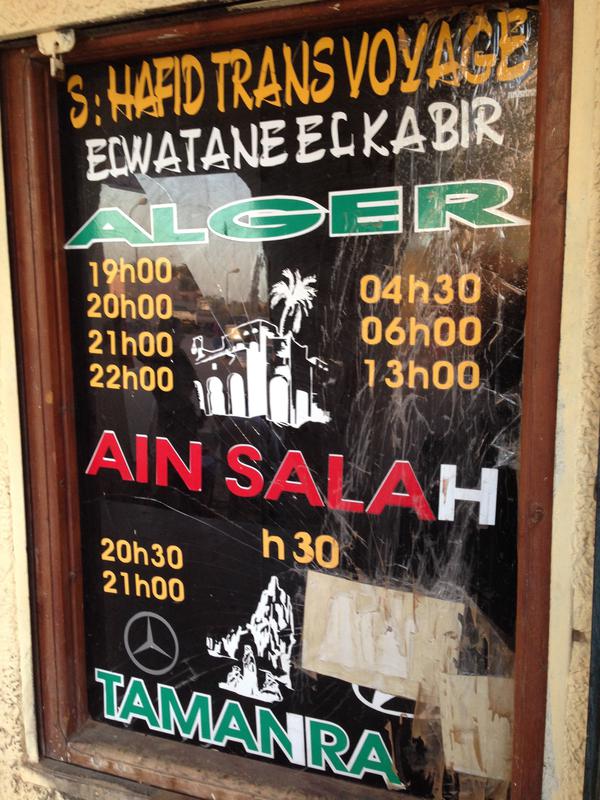 S: HAFID TRANS VOYAGE
ELWATANE EL KABIR
ALGER
19h00
20h00
21h00
22h00
04h30
06h00
13h00
AIN SALAH
20h30
21h00
h30
TAMANRA